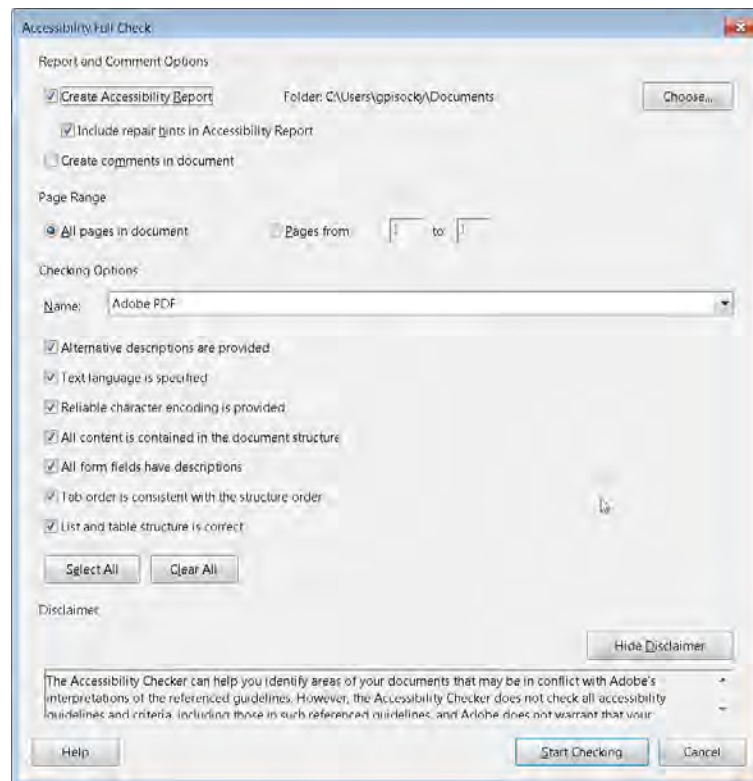 Accessibility Full Check
Report and Comment Options
Create Accessibility Report Folder: C:\Users\gpisocky\Documents Choose...
Include repair hints in Accessibility Report
Create comments in document
Page Range
All pages in document Pages from 1 to 1
Checking Options
Name: Adobe PDF
Alternative descriptions are provided
Text language is specified
Reliable character encoding is provided
All content is contained in the document structure
All form fields have descriptions
Tab order is consistent with the structure order
List and table structure is correct
Select All Clear All
Disclaimer
Hide Disclaimer
The Accessibility Checker can help you identify areas of your documents that may be in conflict with Adobe's
interpretations of the referenced guidelines. However, the Accessibility Checker does not check all accessibility
guidelines and criteria, including those in such referenced guidelines, and Adobe does not warrant that your
Help Start Checking Cancel